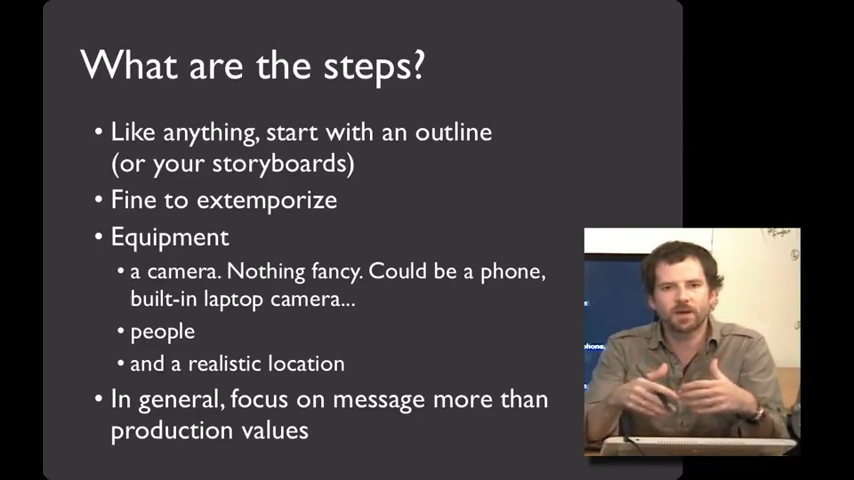 What are the steps?
• Like anything, start with an outline
(or your storyboards)
• Fine to extemporize
• Equipment
• a camera. Nothing fancy. Could be a phone,
built-in laptop camera...
• people
• and a realistic location
• In general, focus on message more than
production values
phone,